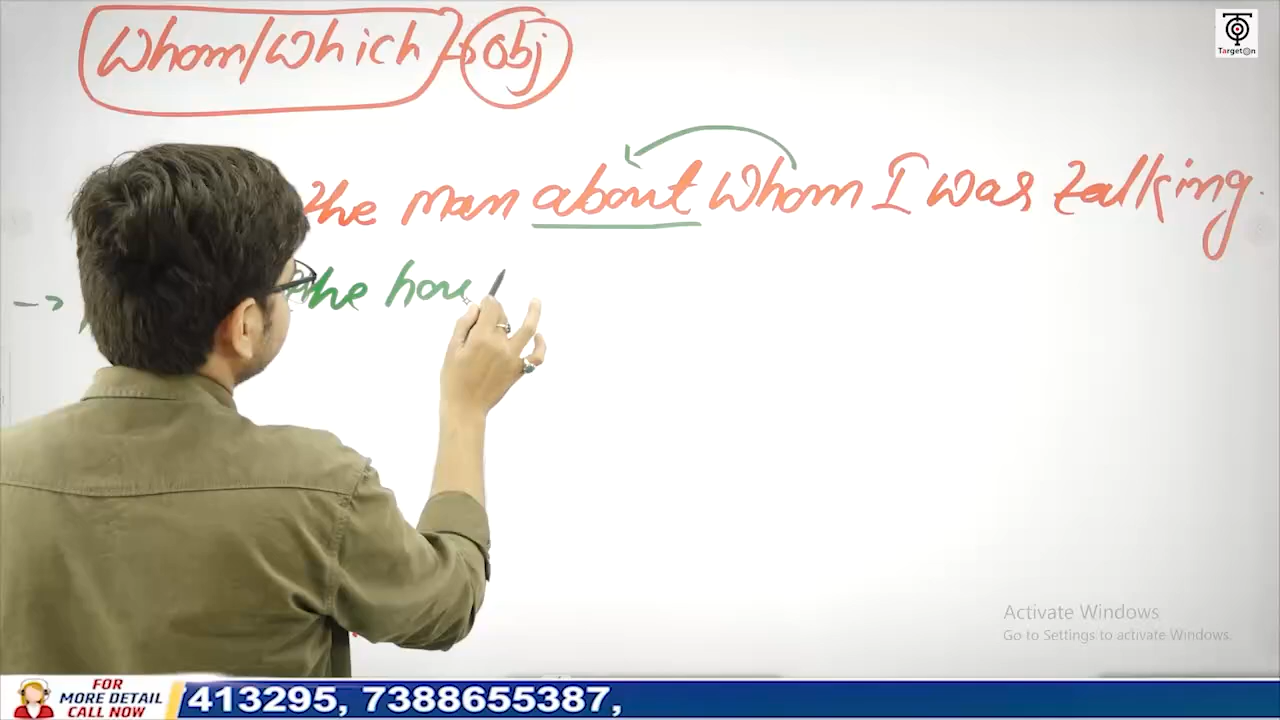 Whom/Which → obj
TargetOn
the man about whom I was talking.
→ the hou
Activate Windows
Go to Settings to activate Windows.
FOR
MORE DETAIL
CALL NOW
413295, 7388655387,